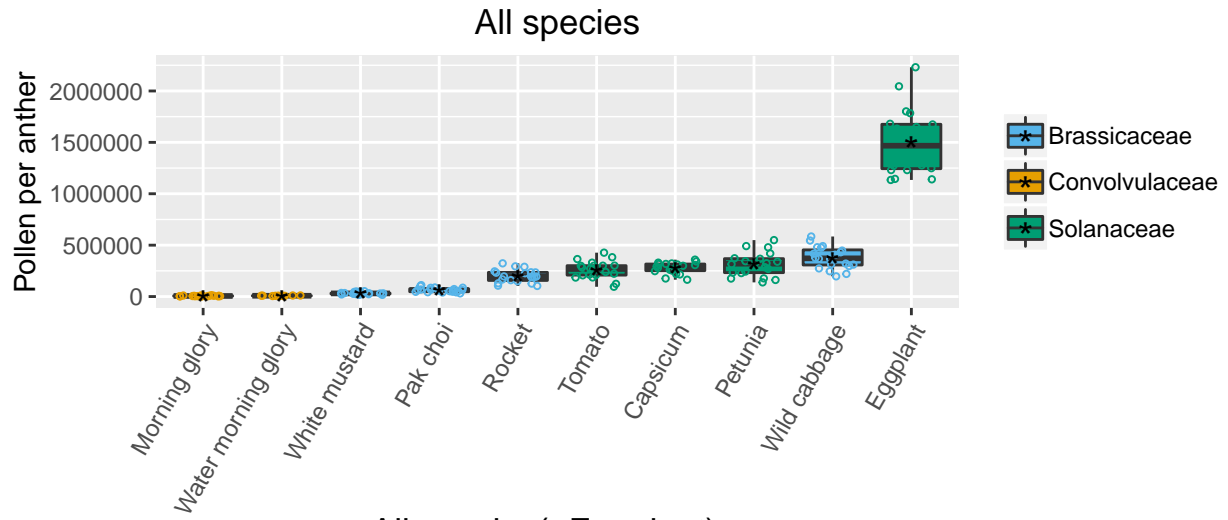 All species
Pollen per anther
2000000
1500000
1000000
500000
0
Morning glory
Water morning glory
White mustard
Pak choi
Rocket
Tomato
Capsicum
Petunia
Wild cabbage
Eggplant
Brassicaceae
Convolvulaceae
Solanaceae